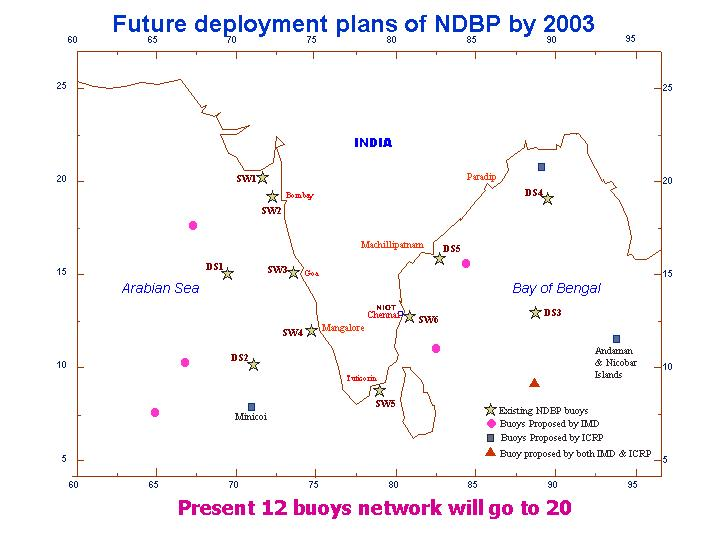 Future deployment plans of NDBP by 2003
60 65 70 75 80 85 90 95
25 25
INDIA
20 20
SW1
Paradip
Bombay
DS4
SW2
Machillipatnam
DS5
DS1
SW3
Goa
15 15
Arabian Sea
Bay of Bengal
NIOT
Chennai
SW6
DS3
SW4
Mangalore
DS2
Andaman
& Nicobar
Islands
10 10
Tuticorin
SW5
Minicoi
Existing NDBP buoys
Buoys Proposed by IMD
Buoys Proposed by ICRP
Buoy proposed by both IMD & ICRP
5 5
60 65 70 75 80 85 90 95
Present 12 buoys network will go to 20